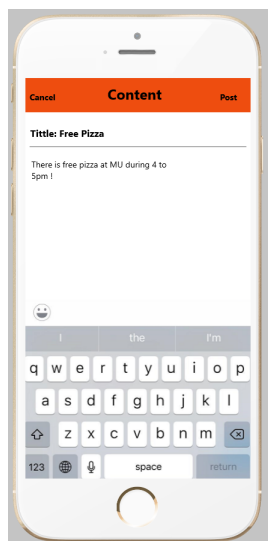 Cancel Content Post
Tittle: Free Pizza
There is free pizza at MU during 4 to
5pm !
I the I'm
q w e r t y u i o p
a s d f g h j k l
z x c v b n m
123 space return